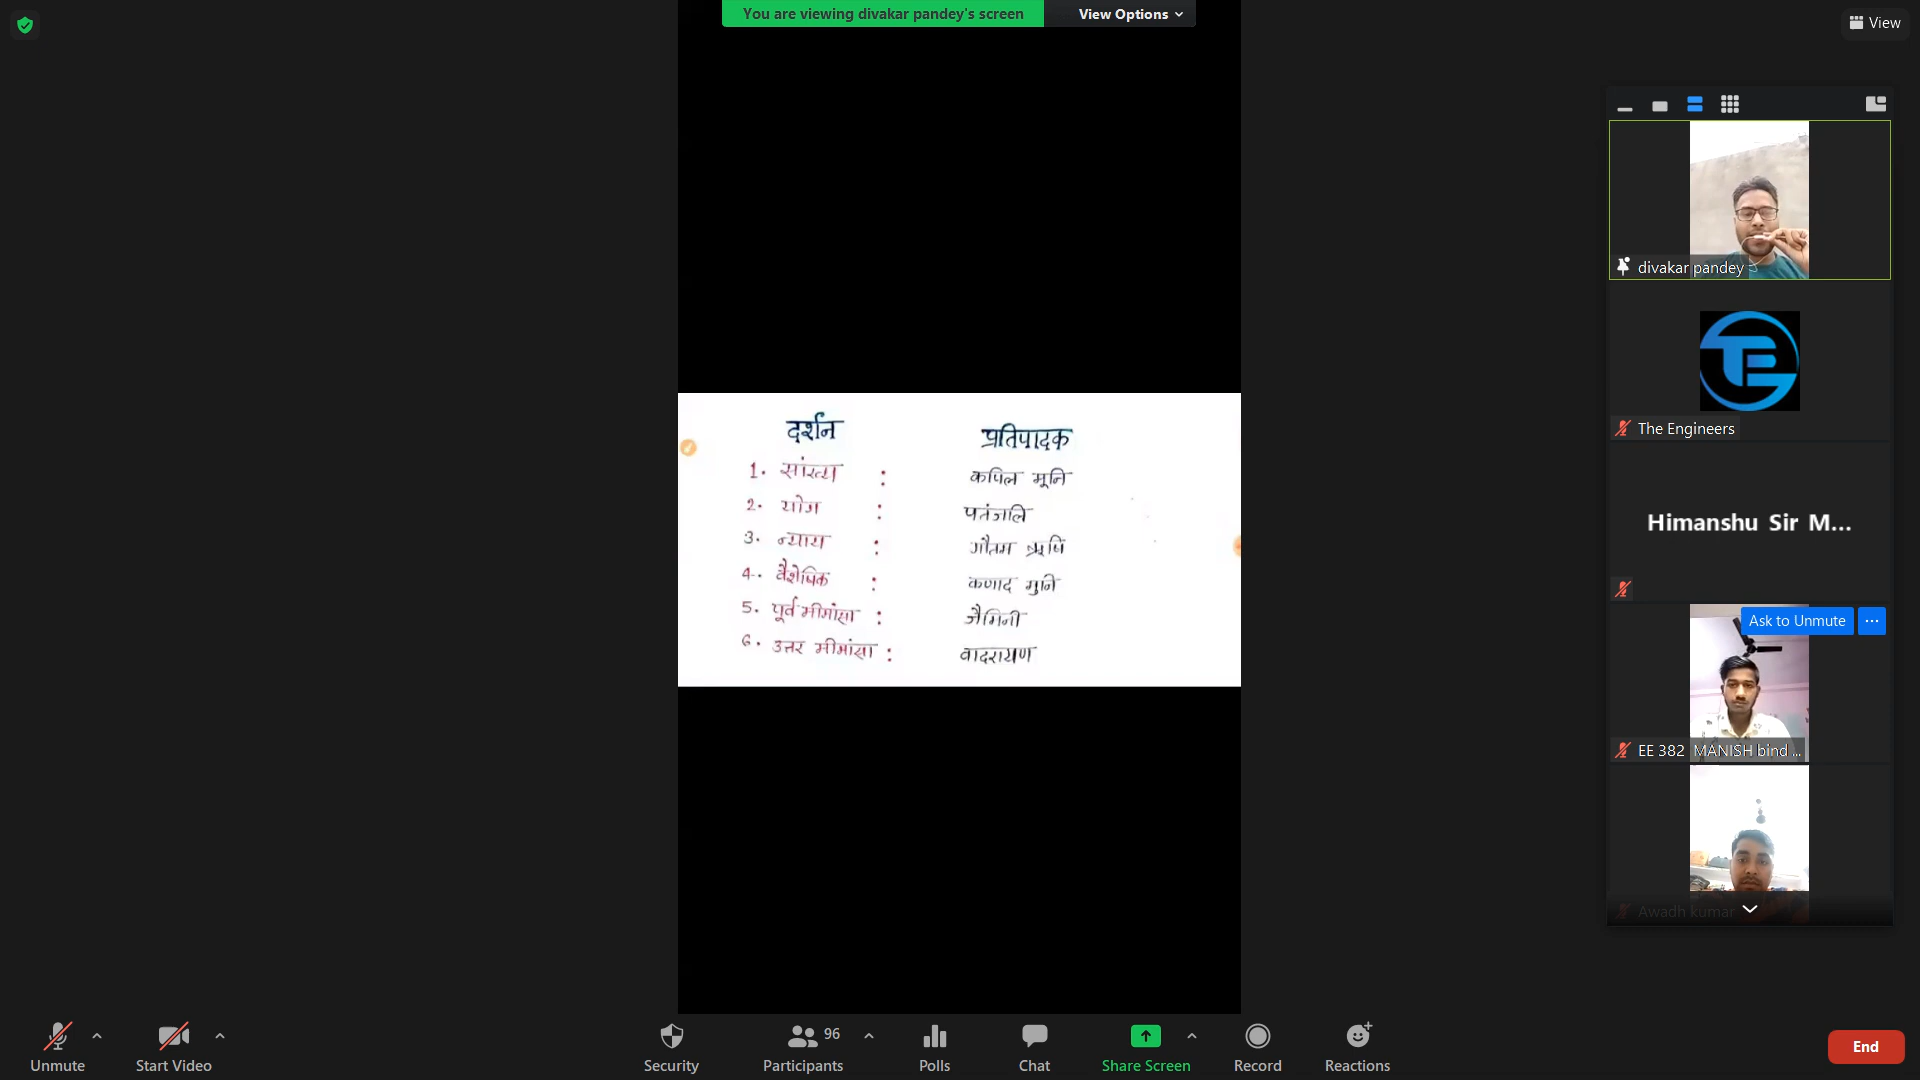 You are viewing divakar pandey's screen
View Options
View
divakar pandey
The Engineers
Himanshu Sir M...
Ask to Unmute
...
EE 382 MANISH bind ...
Awadh kumar
दर्शन प्रतिपादक
1. सांख्य : कपिल मूनि
2. योग : पतंजलि
3. न्याय : गौतम ऋषि
4. वैशेषिक : कणाद मुनि
5. पूर्व मीमांसा : जैमिनी
6. उत्तर मीमांसा : वादरायण
Unmute
Start Video
Security
96
Participants
Polls
Chat
Share Screen
Record
Reactions
End